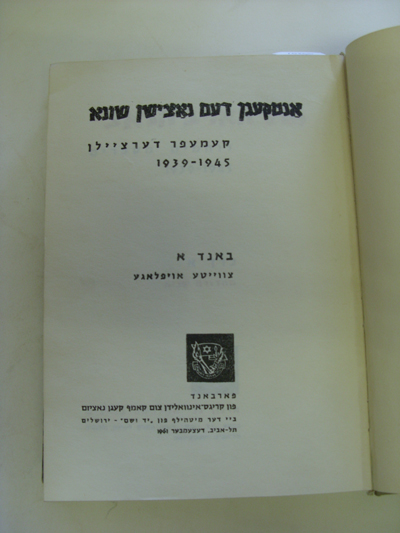 אנטקעגן דעם נאצישן שונא
קעמפער דערציילן
1939-1945
באנד א
צווייטע אויפלאגע
פארבאנד
פון קריגס־אינוואלידן צום קאמף קעגן נאציזם
ביי דער מיטהילף פון „יד ושם" - ירושלים
תל-אביב, דעצעמבער 1961